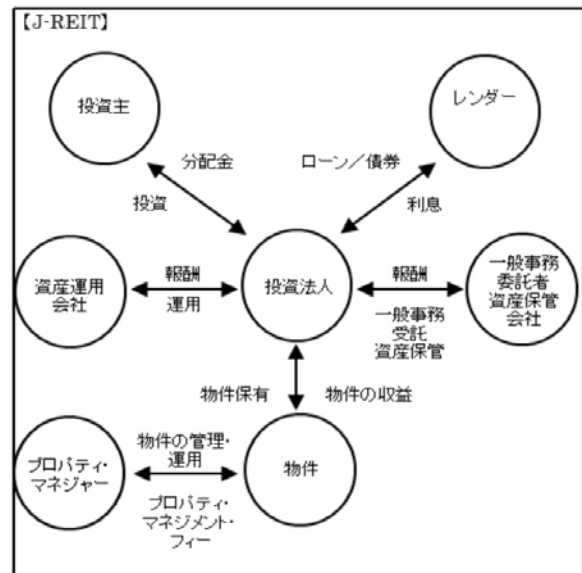 【J-REIT】
投資主
レンダー
分配金
ローン／債券
投資
利息
資産運用
会社
報酬
運用
投資法人
報酬
一般事務
受託
資産保管
一般事務
委託者
資産保管
会社
物件保有
物件の収益
プロパティ・
マネジャー
物件の管理・
運用
プロパティ・
マネジメント・
フィー
物件